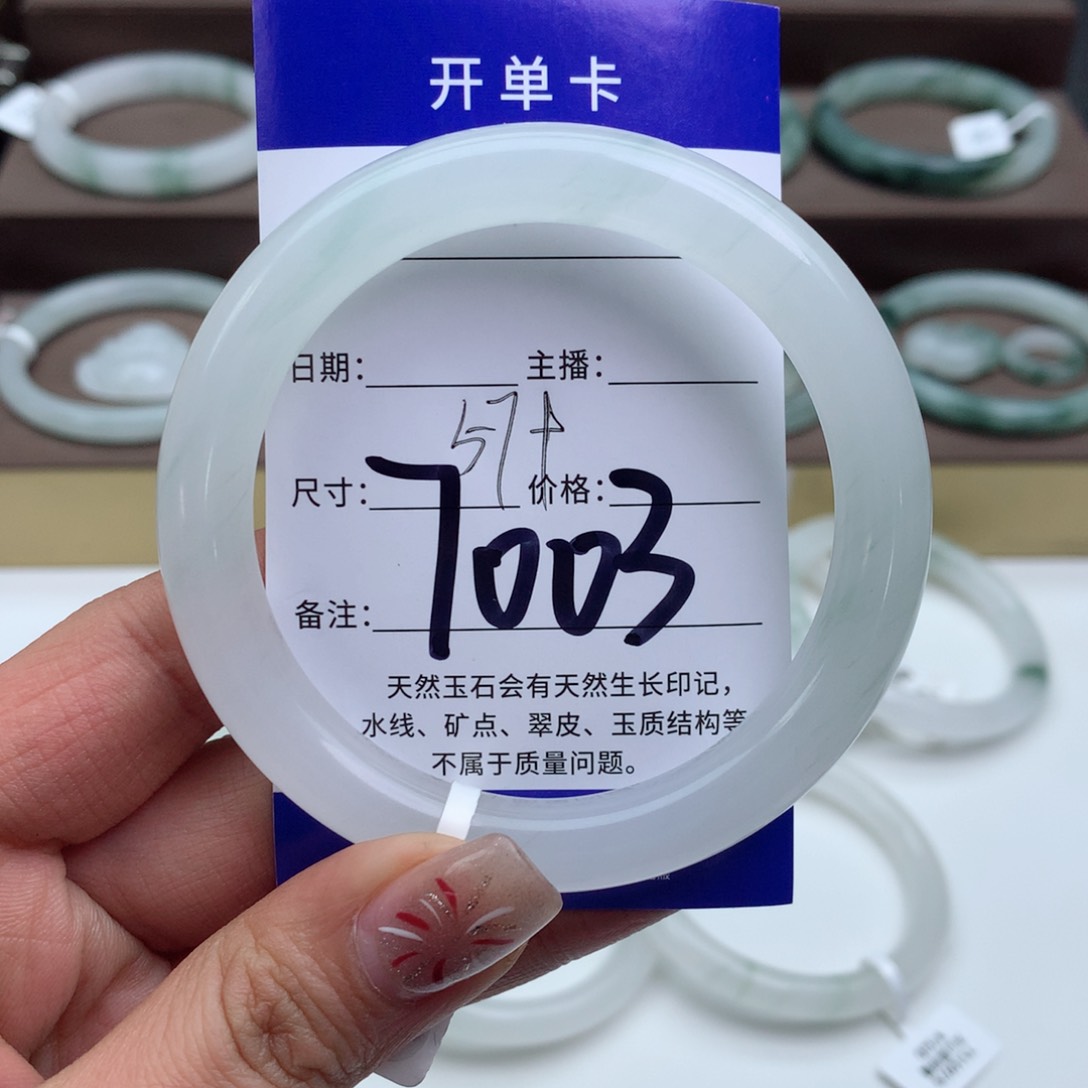 开单卡
日期： 主播：
57+
尺寸： 价格：
7003
备注：
天然玉石会有天然生长印记，
水线、矿点、翠皮、玉质结构等
不属于质量问题。